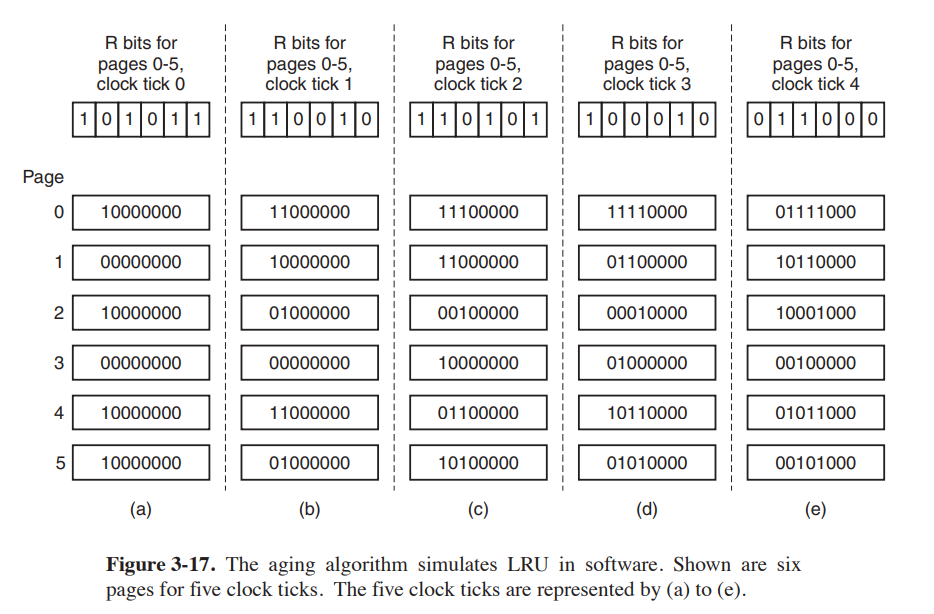 R bits for pages 0-5, clock tick 0
R bits for pages 0-5, clock tick 1
R bits for pages 0-5, clock tick 2
R bits for pages 0-5, clock tick 3
R bits for pages 0-5, clock tick 4
1 0 1 0 1 1
1 1 0 0 1 0
1 1 0 1 0 1
1 0 0 0 1 0
0 1 1 0 0 0
Page
0 10000000 11000000 11100000 11110000 01111000
1 00000000 10000000 11000000 01100000 10110000
2 10000000 01000000 00100000 00010000 10001000
3 00000000 00000000 10000000 01000000 00100000
4 10000000 11000000 01100000 10110000 01011000
5 10000000 01000000 10100000 01010000 00101000
(a) (b) (c) (d) (e)
Figure 3-17. The aging algorithm simulates LRU in software. Shown are six
pages for five clock ticks. The five clock ticks are represented by (a) to (e).